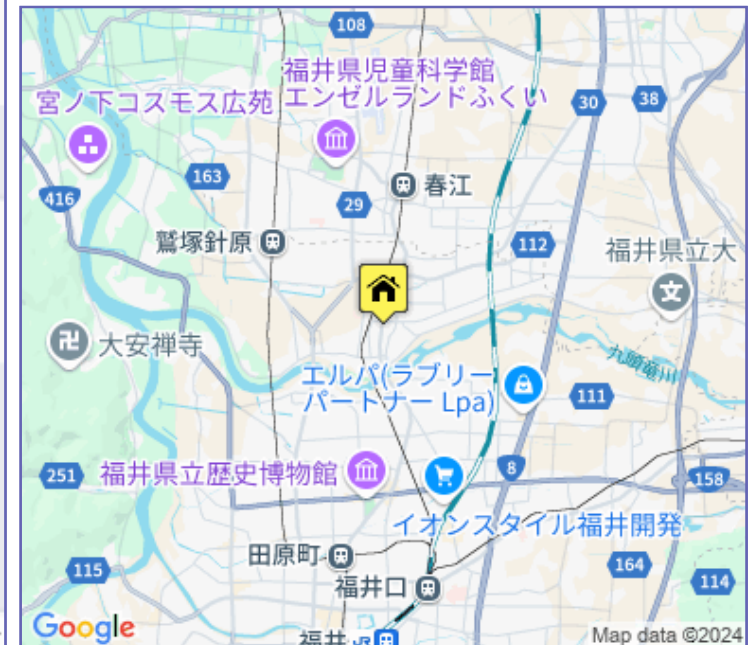 108
福井県児童科学館
エンゼルランドふくい
宮ノ下コスモス広苑
30
38
163
416
29
春江
鷲塚針原
112
福井県立大
大安禅寺
九頭竜川
エルパ(ラブリー
パートナー Lpa)
111
251
福井県立歴史博物館
8
158
イオンスタイル福井開発
田原町
115
164
福井口
114
Google
福井
JR
Map data ©2024